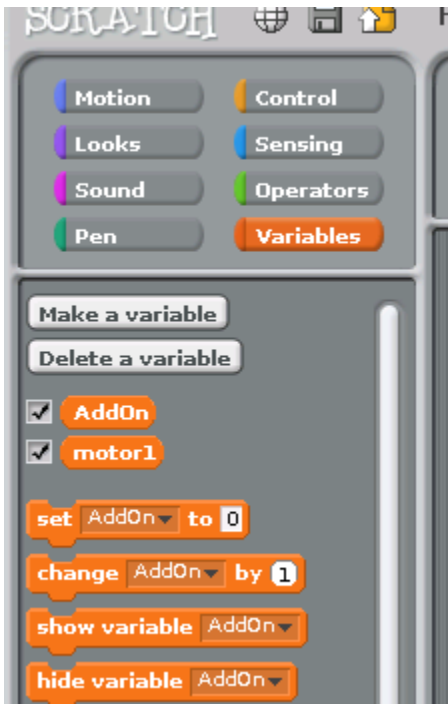 SCRATCH
Motion Control
Looks Sensing
Sound Operators
Pen Variables
Make a variable
Delete a variable
AddOn
motor1
set AddOn to 0
change AddOn by 1
show variable AddOn
hide variable AddOn